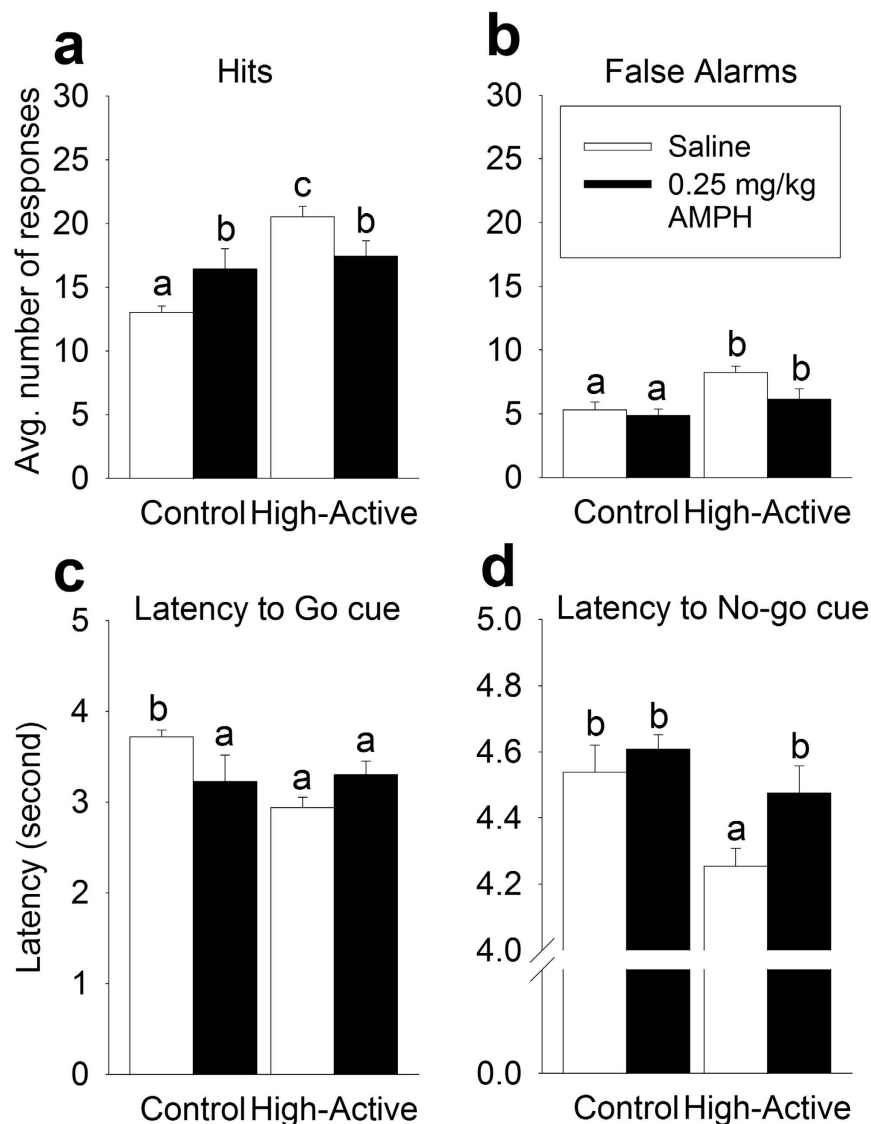 a
Hits
Avg. number of responses
30
25
20
15
10
5
0
a
b
c
b
Control High-Active
b
False Alarms
Saline
0.25 mg/kg
AMPH
30
25
20
15
10
5
0
a
a
b
b
Control High-Active
c
Latency to Go cue
Latency (second)
5
4
3
2
1
0
b
a
a
a
Control High-Active
d
Latency to No-go cue
5.0
4.8
4.6
4.4
4.2
4.0
0.0
b
b
a
b
Control High-Active